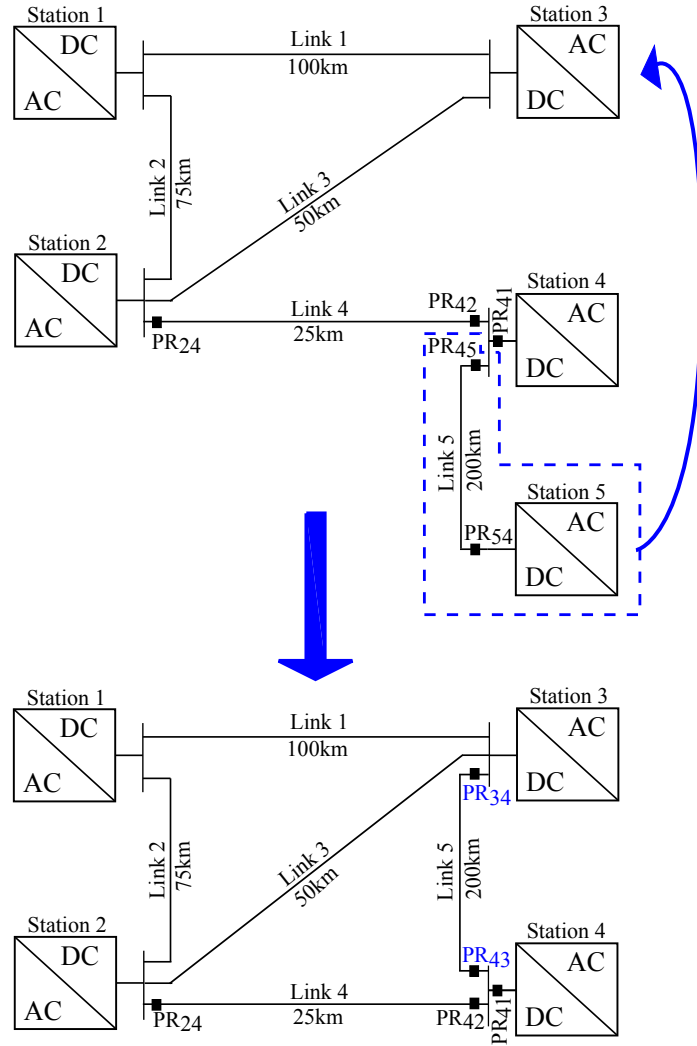 Station 1
DC
AC
Link 1
100km
Station 3
AC
DC
Link 2
75km
Link 3
50km
Station 2
DC
AC
Link 4
25km
PR24
PR42
PR41
PR45
Station 4
AC
DC
Link 5
200km
PR54
Station 5
AC
DC
Station 1
DC
AC
Link 1
100km
Station 3
AC
DC
PR34
Link 2
75km
Link 3
50km
Link 5
200km
Station 2
DC
AC
PR43
Link 4
25km
PR24
PR42
PR41
Station 4
AC
DC